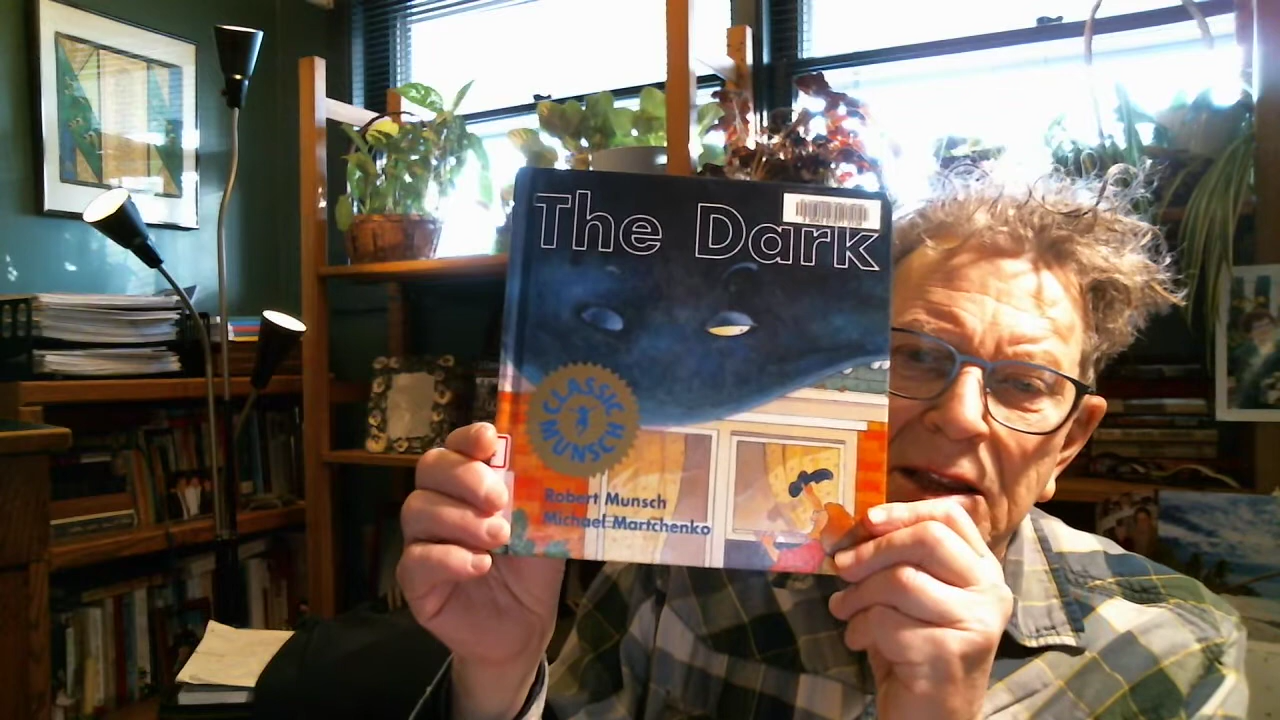 The Dark
CLASSIC
MUNSCH
Robert Munsch
Michael Martchenko